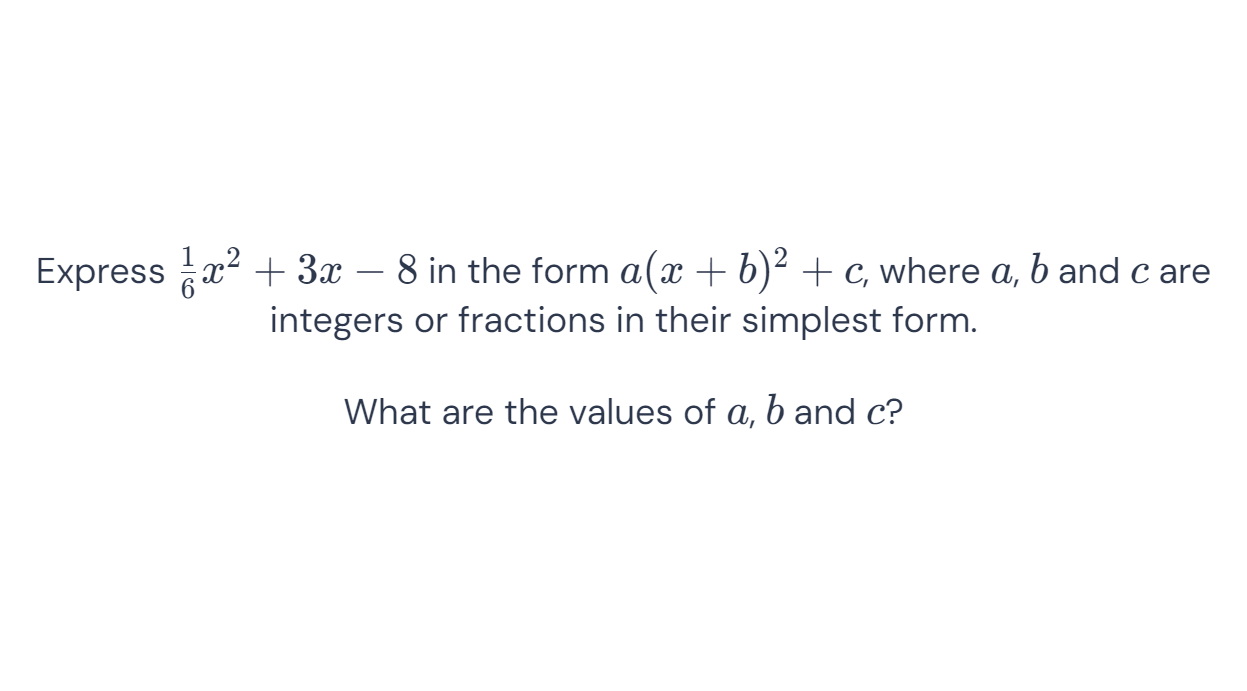 Express $\frac{1}{6}x^2 + 3x - 8$ in the form $a(x + b)^2 + c$, where $a$, $b$ and $c$ are
integers or fractions in their simplest form.
What are the values of $a$, $b$ and $c$?